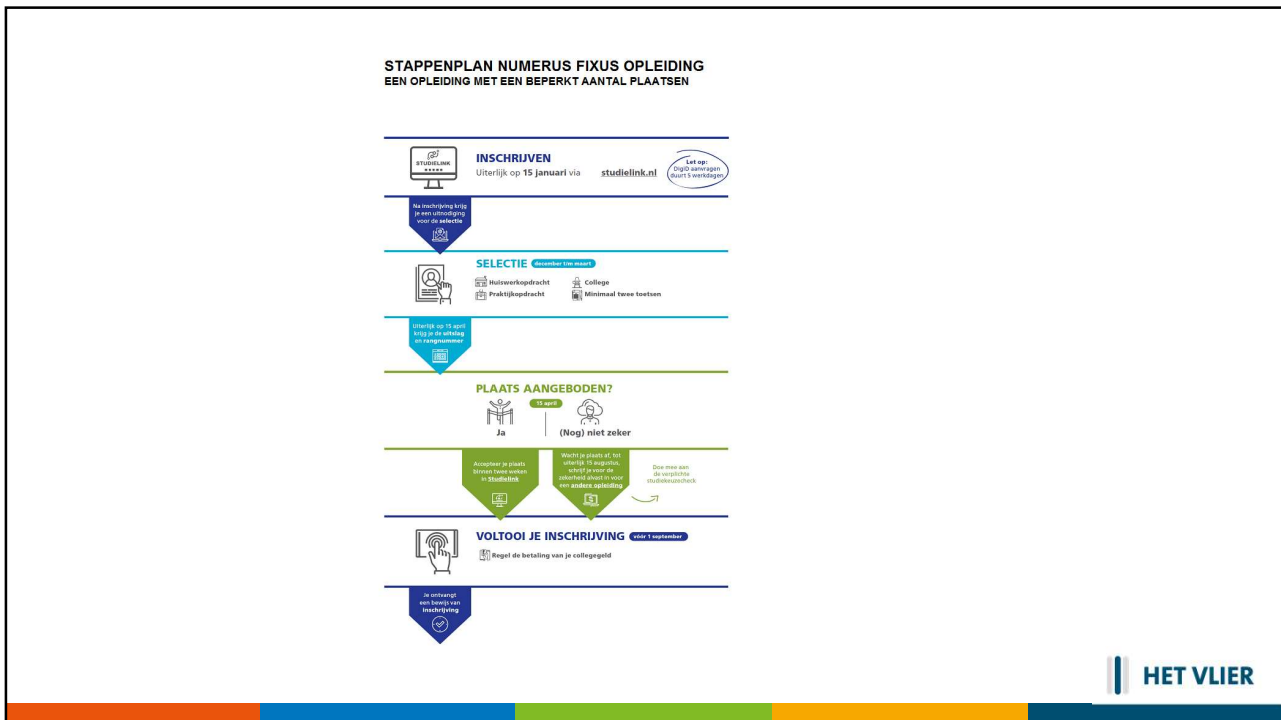 STAPPENPLAN NUMERUS FIXUS OPLEIDING
EEN OPLEIDING MET EEN BEPERKT AANTAL PLAATSEN
STUDIELINK
INSCHRIJVEN
Uiterlijk op 15 januari via studielink.nl
Let op:
DigiD aanvragen
duurt 5 werkdagen
Na inschrijving krijg
je een uitnodiging
voor de selectie
SELECTIE december t/m maart
Huiswerkopdracht
College
Praktijkopdracht
Minimaal twee toetsen
Uiterlijk op 15 april
krijg je de uitslag
en rangnummer
PLAATS AANGEBODEN?
15 april
Ja
(Nog) niet zeker
Accepteer je plaats
binnen twee weken
in Studielink
Wacht je plaats af, tot
uiterlijk 15 augustus,
schrijf je voor de
zekerheid alvast in voor
een andere opleiding
Doe mee aan
de verplichte
studiekeuzecheck
VOLTOOI JE INSCHRIJVING vóór 1 september
Regel de betaling van je collegegeld
Je ontvangt
een bewijs van
inschrijving
HET VLIER